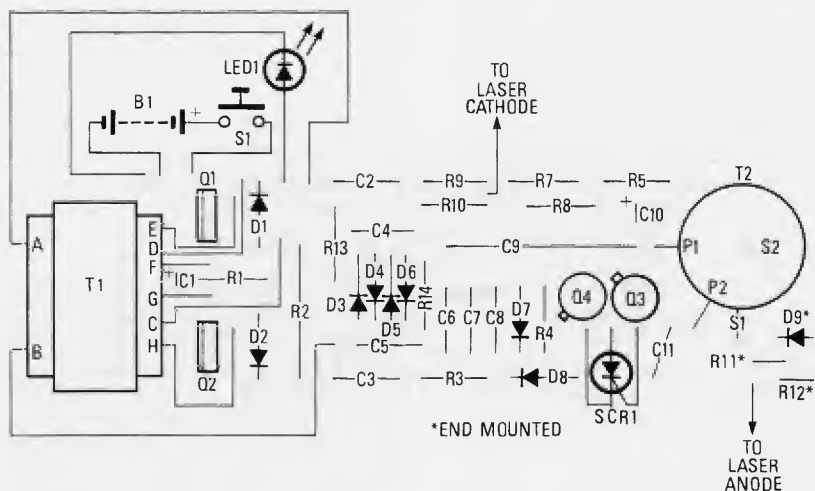 LED1
TO
LASER
CATHODE
B1
+
S1
Q1
C2
R9
R7
R5
T2
R10
R8
+
C10
E
D1
A
D
R13
C4
C9
P1
S2
F
T1
+
C1
R1
D4
D6
G
R2
D3
R14
D7
Q4
Q3
P2
C
D5
C6
C7
C8
R4
S1
D9*
B
H
D2
C5
C11
R11*
Q2
C3
R3
D8
R12*
SCR1
*END MOUNTED
TO
LASER
ANODE